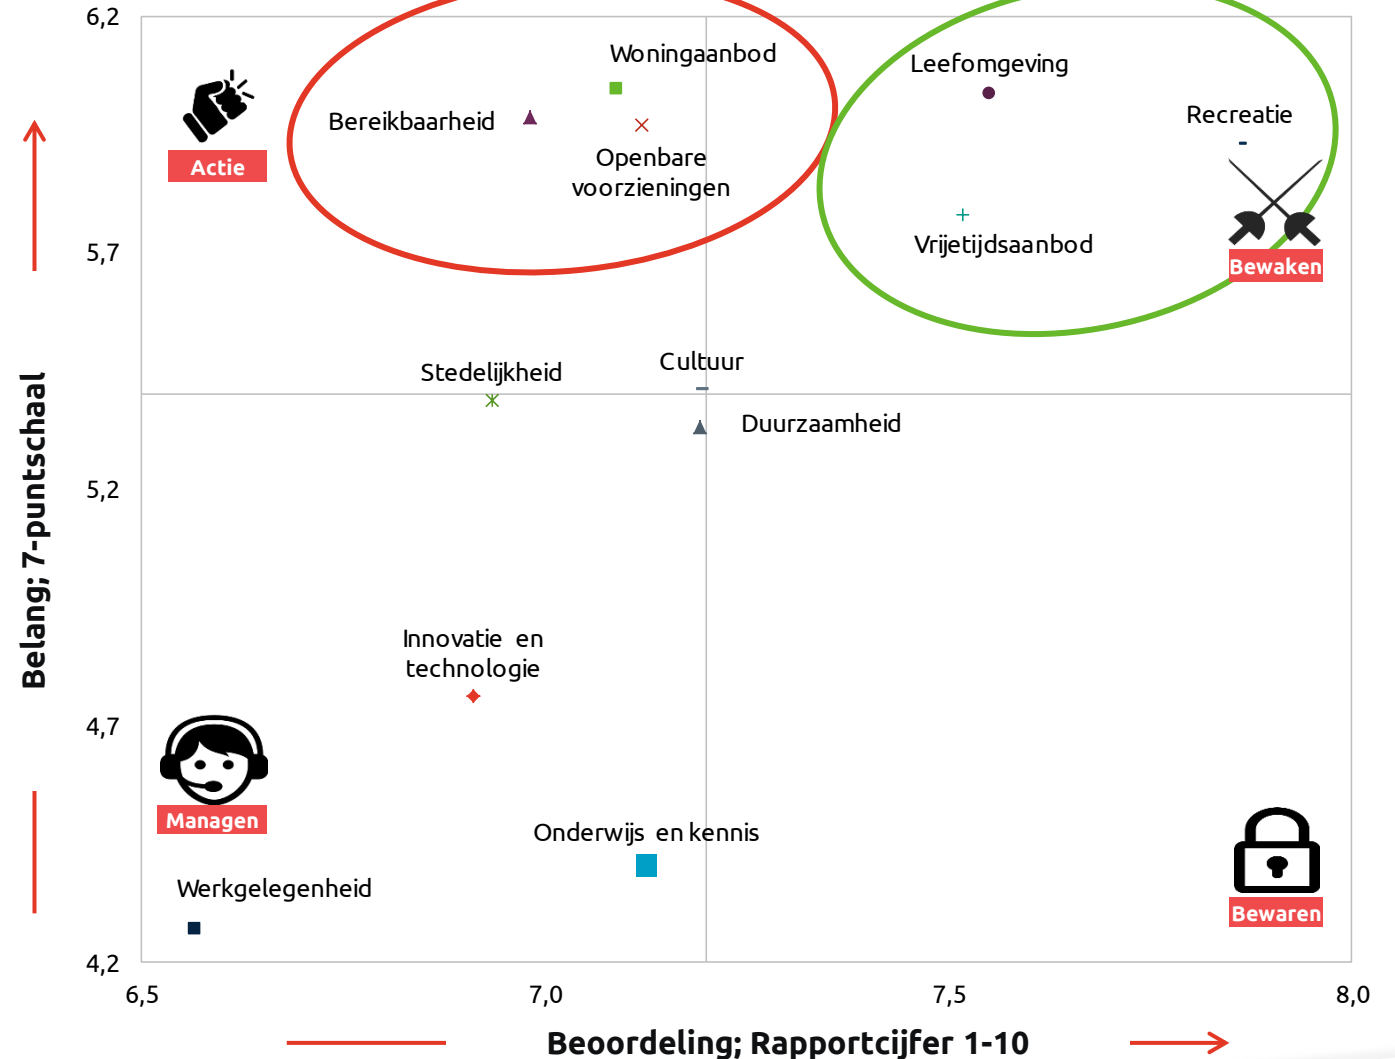 6,2
Woningaanbod
Leefomgeving
Recreatie
Bereikbaarheid
Openbare
voorzieningen
Actie
Vrijetijdsaanbod
5,7
Bewaken
Stedelijkheid
Cultuur
Duurzaamheid
5,2
Belang; 7-puntschaal
Innovatie en
technologie
4,7
Managen
Onderwijs en kennis
Werkgelegenheid
Bewaren
4,2
6,5
7,0
7,5
8,0
Beoordeling; Rapportcijfer 1-10